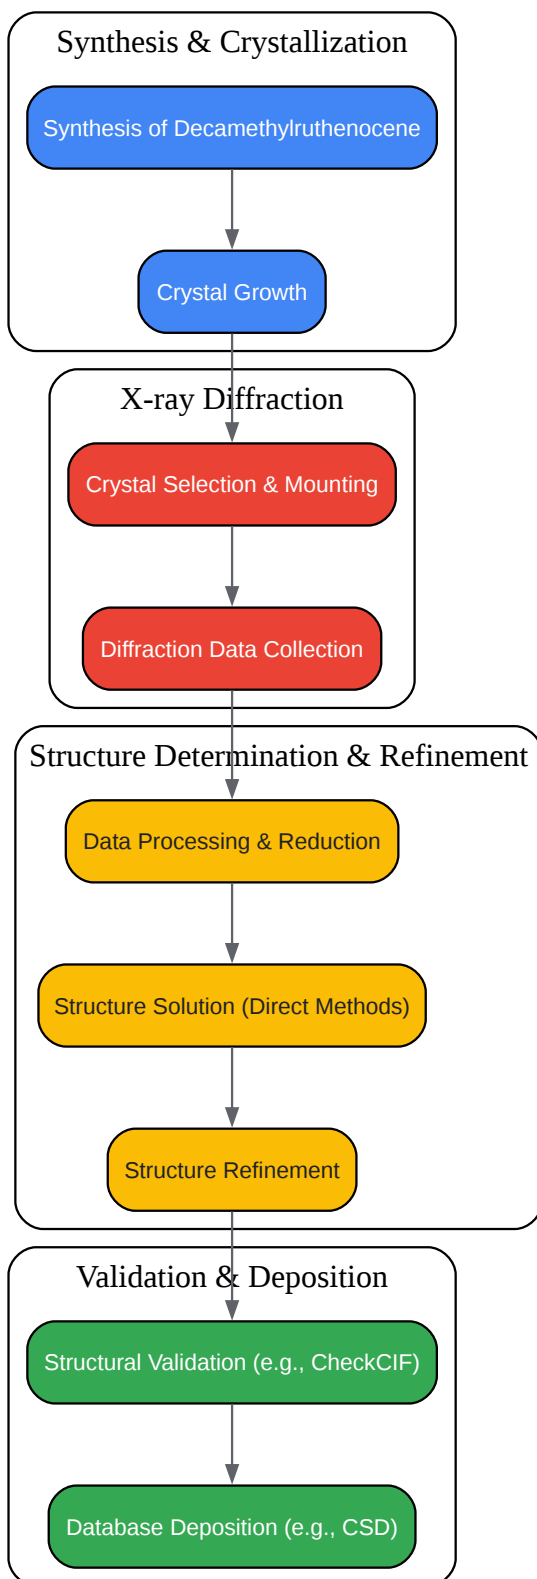 Synthesis & Crystallization
Synthesis of Decamethylruthenocene
Crystal Growth
X-ray Diffraction
Crystal Selection & Mounting
Diffraction Data Collection
Structure Determination & Refinement
Data Processing & Reduction
Structure Solution (Direct Methods)
Structure Refinement
Validation & Deposition
Structural Validation (e.g., CheckCIF)
Database Deposition (e.g., CSD)